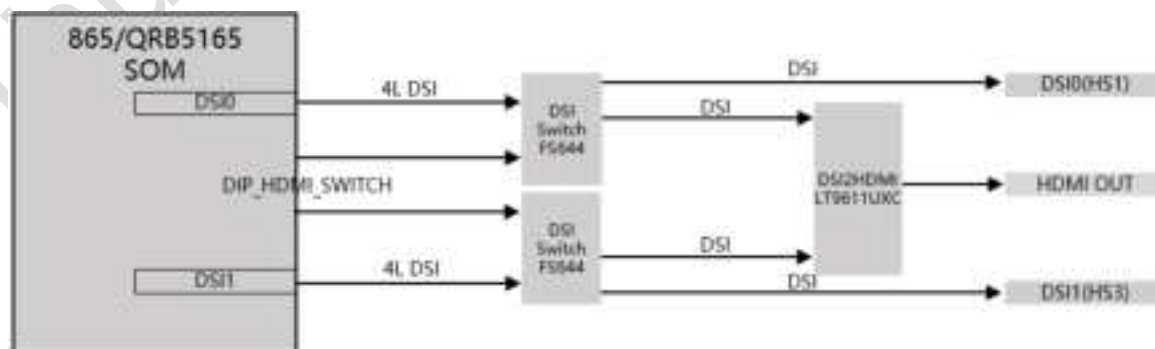 865/QRB5165
SOM
DSI0
4L DSI
DIP_HDMI_SWITCH
DSI1
4L DSI
DSI
Switch
FS644
DSI
Switch
FS644
DSI
DSI
DSI
DSI
DSI2HDMI
LT9611UXC
DSI0(HS1)
HDMI OUT
DSI1(HS3)